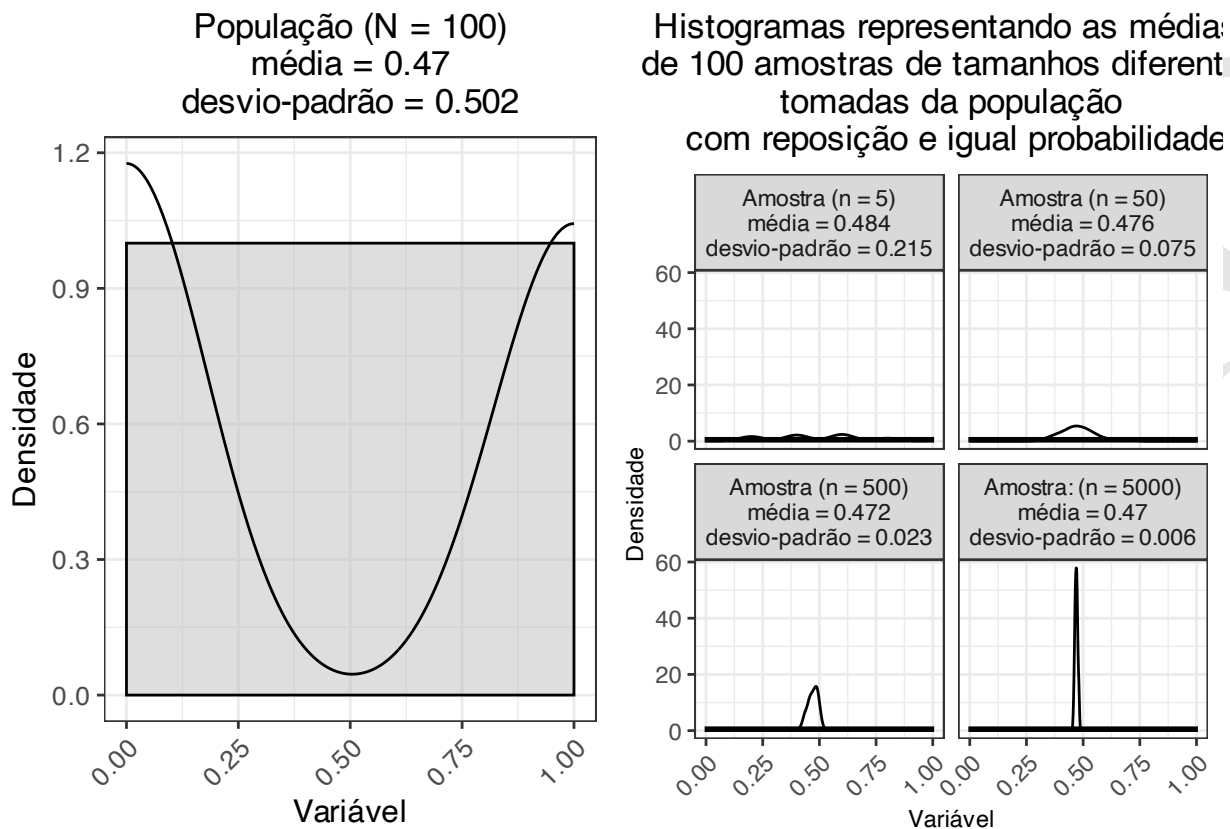 População (N = 100)
média = 0.47
desvio-padrão = 0.502
1.2
0.9
0.6
0.3
0.0
Densidade
0.00
0.25
0.50
0.75
1.00
Variável
Histogramas representando as médias
de 100 amostras de tamanhos diferent
tomadas da população
com reposição e igual probabilidade
Amostra (n = 5)
média = 0.484
desvio-padrão = 0.215
Amostra (n = 50)
média = 0.476
desvio-padrão = 0.075
60
40
20
0
Amostra (n = 500)
média = 0.472
desvio-padrão = 0.023
Amostra: (n = 5000)
média = 0.47
desvio-padrão = 0.006
60
40
20
0
Densidade
0.00
0.25
0.50
0.75
1.00
0.00
0.25
0.50
0.75
1.00
Variável